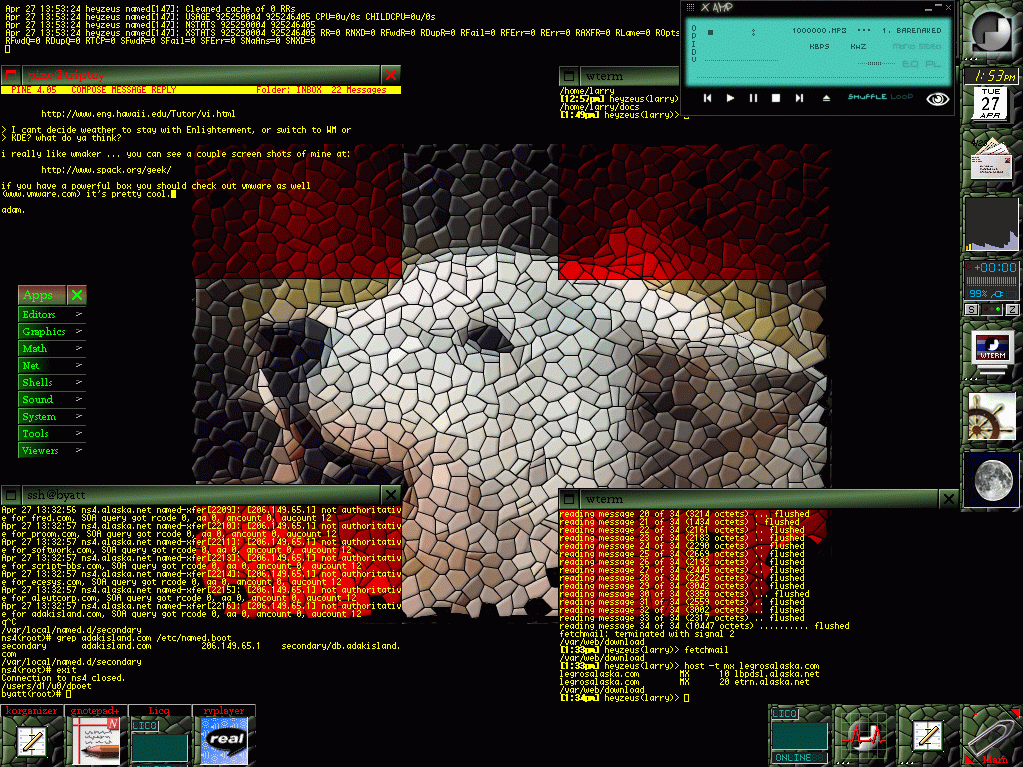 Apr 27 13:53:24 heyzeus named[147]: Cleaned cache of 0 RRs
Apr 27 13:53:24 heyzeus named[147]: USAGE 925250004 925246405 CPU=0u/0s CHILDCPU=0u/0s
Apr 27 13:53:24 heyzeus named[147]: NSTATS 925250004 925246405
Apr 27 13:53:24 heyzeus named[147]: XSTATS 925250004 925246405 RR=0 RNXD=0 RFwdR=0 RDupR=0 RFail=0 RFErr=0 RErr=0 RAXFR=0 RLame=0 ROpts
RFwdQ=0 RDupQ=0 RTCP=0 SFwdR=0 SFail=0 SFErr=0 SNaAns=0 SNXD=0
X AMP
1000000.MP3 1. BARENAKED
KBPS KHZ
EQ PL
SHUFFLE LOOP
PINE 4.05 COMPOSE MESSAGE REPLY Folder: INBOX 22 Messages
http://www.eng.hawaii.edu/Tutor/vi.html
> I cant decide weather to stay with Enlightenment, or switch to WM or
> KDE? what do ya think?
i really like wmaker ... you can see a couple screen shots of mine at:
http://www.spack.org/geek/
if you have a powerful box you should check out vmware as well
(www.vmware.com) it's pretty cool.
adam.
wterm
/home/larry
[12:57pm] heyzeus(larry)>
/home/larry/docs
[1:49pm] heyzeus(larry)>
1:53PM
TUE
27
APR
+00:00
99%
S Z
WTERM
Apps
Editors >
Graphics >
Math >
Net >
Shells >
Sound >
System >
Tools >
Viewers >
ssh@byatt
Apr 27 13:32:56 ns4.alaska.net named-xfer[2209]: [206.149.65.1] not authoritativ
e for fred.com, SOA query got rcode 0, aa 0, ancount 0, aucount 12
Apr 27 13:32:57 ns4.alaska.net named-xfer[2210]: [206.149.65.1] not authoritativ
e for proom.com, SOA query got rcode 0, aa 0, ancount 0, aucount 12
Apr 27 13:32:57 ns4.alaska.net named-xfer[2211]: [206.149.65.1] not authoritativ
e for softwork.com, SOA query got rcode 0, aa 0, ancount 0, aucount 12
Apr 27 13:32:57 ns4.alaska.net named-xfer[2213]: [206.149.65.1] not authoritativ
e for script-bbs.com, SOA query got rcode 0, aa 0, ancount 0, aucount 12
Apr 27 13:32:57 ns4.alaska.net named-xfer[2214]: [206.149.65.1] not authoritativ
e for ecesys.com, SOA query got rcode 0, aa 0, ancount 0, aucount 12
Apr 27 13:32:57 ns4.alaska.net named-xfer[2215]: [206.149.65.1] not authoritativ
e for aleytcorp.com, SOA query got rcode 0, aa 0, ancount 0, aucount 12
Apr 27 13:32:57 ns4.alaska.net named-xfer[2216]: [206.149.65.1] not authoritativ
e for adakisland.com, SOA query got rcode 0, aa 0, ancount 0, aucount 12
q^C
/var/local/named.d/secondary
ns4(root)# grep adakisland.com /etc/named.boot
secondary adakisland.com 206.149.65.1 secondary/db.adakisland.
com
/var/local/named.d/secondary
ns4(root)# exit
Connection to ns4 closed.
/users/d1/u0/dpoet
byatt(root)#
wterm
reading message 20 of 34 (3214 octets) ... flushed
reading message 21 of 34 (1434 octets) . flushed
reading message 22 of 34 (2161 octets) .. flushed
reading message 23 of 34 (2183 octets) .. flushed
reading message 24 of 34 (2290 octets) .. flushed
reading message 25 of 34 (2663 octets) .. flushed
reading message 26 of 34 (2192 octets) .. flushed
reading message 27 of 34 (2449 octets) .. flushed
reading message 28 of 34 (2245 octets) .. flushed
reading message 29 of 34 (3042 octets) .. flushed
reading message 30 of 34 (3350 octets) ... flushed
reading message 31 of 34 (2559 octets) .. flushed
reading message 32 of 34 (3002 octets) .. flushed
reading message 33 of 34 (2317 octets) .. flushed
reading message 34 of 34 (10447 octets) .......... flushed
fetchmail: terminated with signal 2
/var/web/download
[1:33pm] heyzeus(larry)> fetchmail
/var/web/download
[1:33pm] heyzeus(larry)> host -t mx legrosalaska.com
legrosalaska.com MX 10 lbpdsl.alaska.net
legrosalaska.com MX 20 etrn.alaska.net
/var/web/download
[1:34pm] heyzeus(larry)>
korganizer gnotepad+ Licq rvplayer
LICQ
real
LICQ
ONLINE
Main